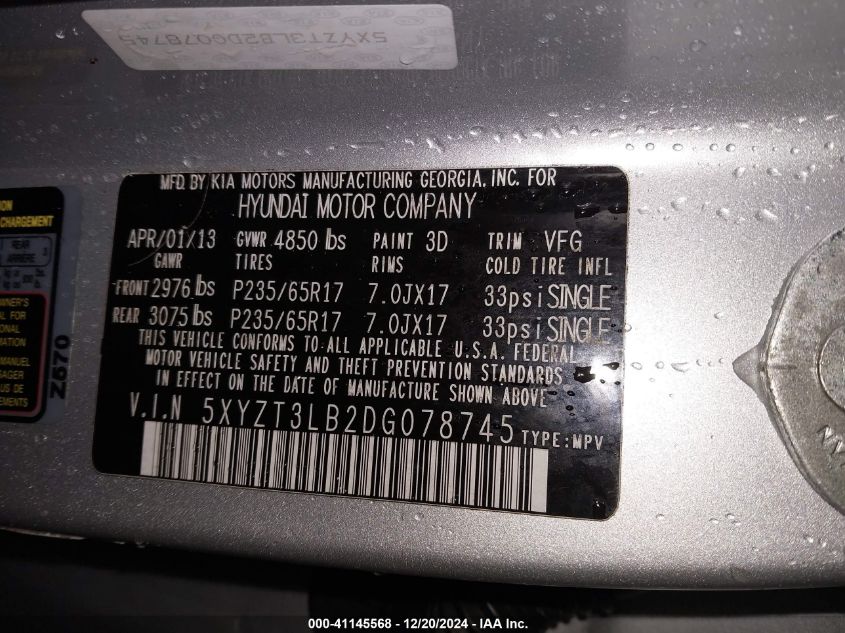 5XYZT3LB2DG078745
MFD BY KIA MOTORS MANUFACTURING GEORGIA, INC. FOR
HYUNDAI MOTOR COMPANY
APR/01/13 GVWR 4850 lbs PAINT 3D TRIM VFG
GAWR TIRES RIMS COLD TIRE INFL
FRONT 2976 lbs P235/65R17 7.0JX17 33psi SINGLE
REAR 3075 lbs P235/65R17 7.0JX17 33psi SINGLE
THIS VEHICLE CONFORMS TO ALL APPLICABLE U.S.A. FEDERAL
MOTOR VEHICLE SAFETY AND THEFT PREVENTION STANDARDS
IN EFFECT ON THE DATE OF MANUFACTURE SHOWN ABOVE
V.I.N 5XYZT3LB2DG078745 TYPE:MPV
CHARGEMENT
REAR
ARRIÈRE
3
Z670
000-41145568 - 12/20/2024 - IAA Inc.